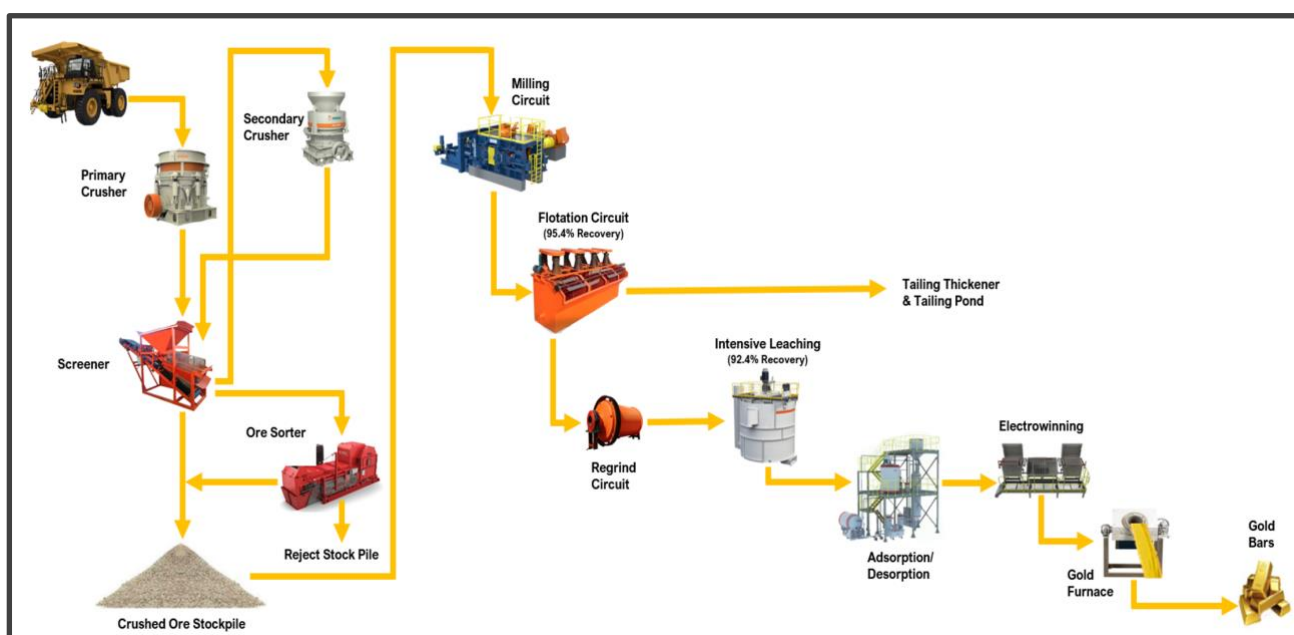 Primary
Crusher
Secondary
Crusher
Screener
Ore Sorter
Reject Stock Pile
Crushed Ore Stockpile
Milling
Circuit
Flotation Circuit
(95.4% Recovery)
Tailing Thickener
& Tailing Pond
Regrind
Circuit
Intensive Leaching
(92.4% Recovery)
Adsorption/
Desorption
Electrowinning
Gold
Furnace
Gold
Bars